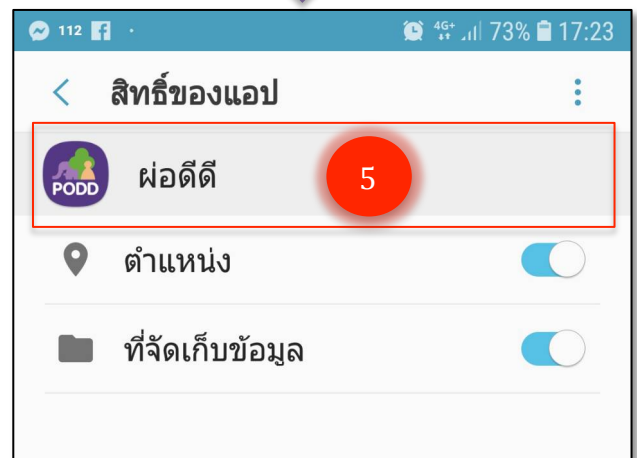 112 4G+ 73% 17:23
สิทธิ์ของแอป
PODD ผ่อดีดี 5
ตำแหน่ง
ที่จัดเก็บข้อมูล